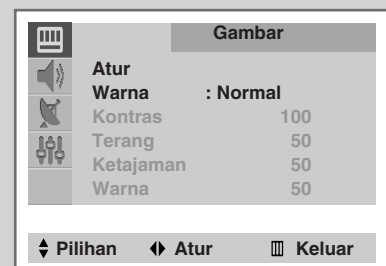 Gambar
Atur
Warna : Normal
Kontras 100
Terang 50
Ketajaman 50
Warna 50
Pilihan Atur Keluar